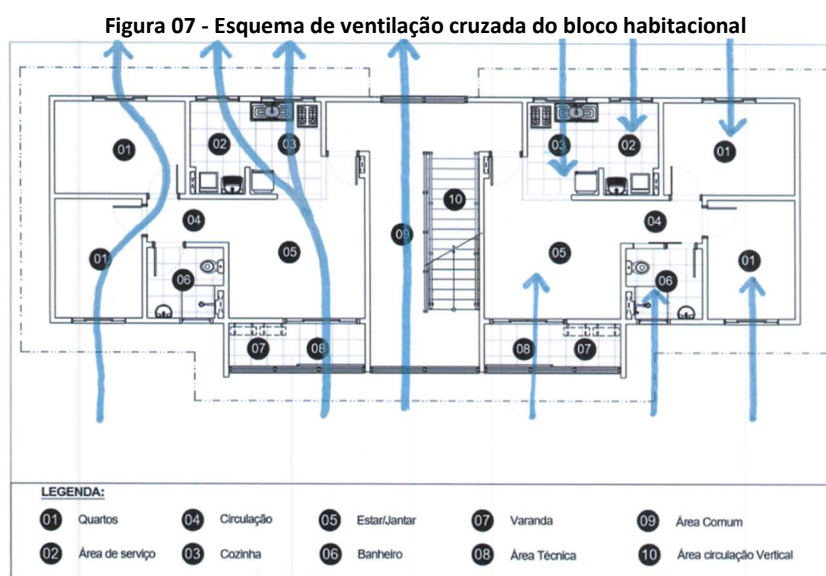 Figura 07 - Esquema de ventilação cruzada do bloco habitacional
01 02 03 03 02 01
04 10 04
01 05 09 05 01
06 06
07 08 08 07
LEGENDA:
01 Quartos 04 Circulação 05 Estar/Jantar 07 Varanda 09 Área Comum
02 Área de serviço 03 Cozinha 06 Banheiro 08 Área Técnica 10 Área circulação Vertical